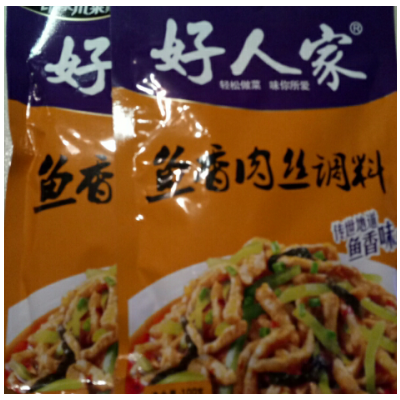 好
好人家®
轻松做菜 味你所爱
鱼香
鱼香肉丝调料
传世地道
鱼香味